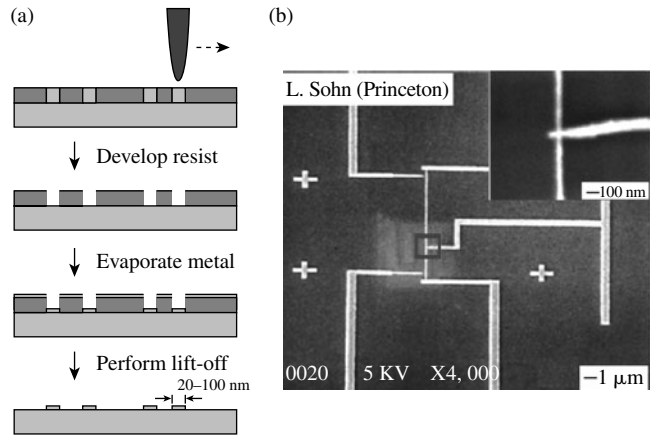 (a)
Develop resist
Evaporate metal
Perform lift-off
20–100 nm
(b)
L. Sohn (Princeton)
100 nm
0020 5 KV X4, 000
1 μm